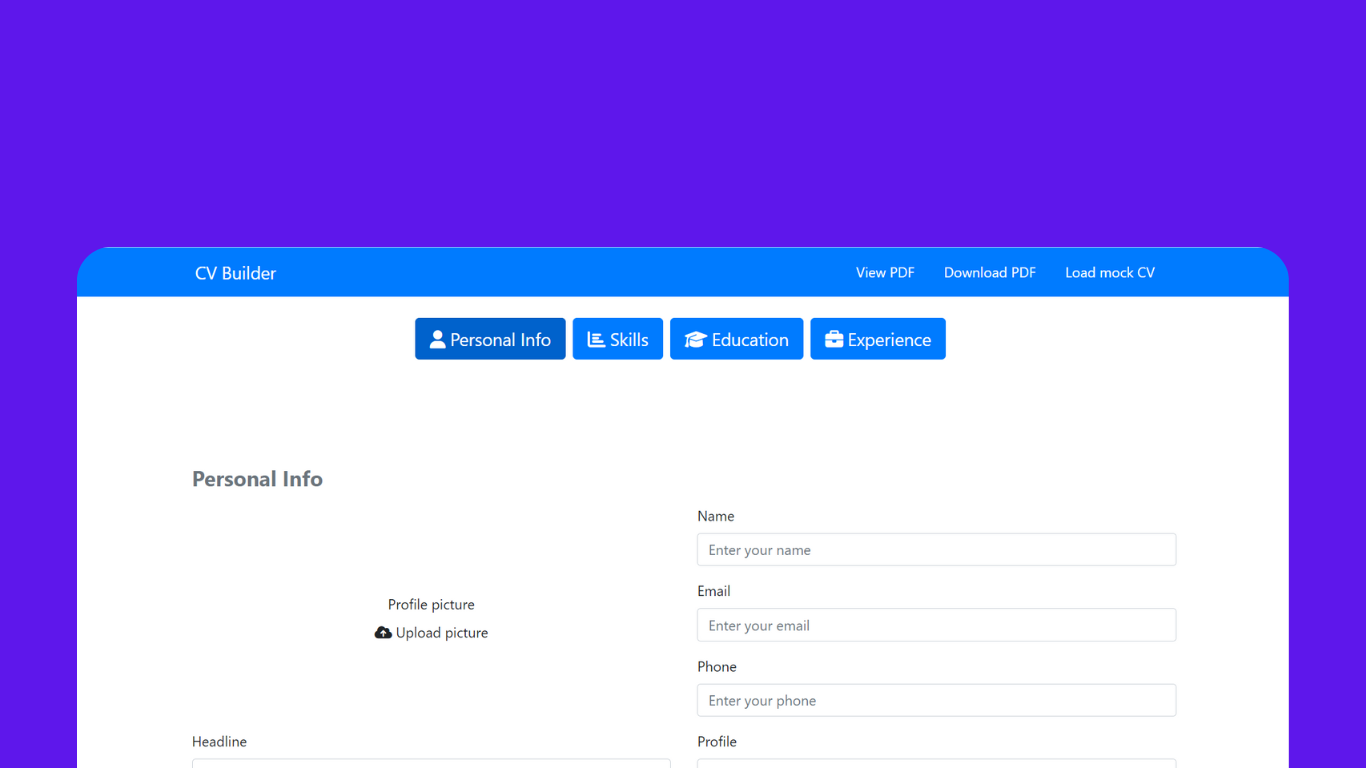 CV Builder
View PDF
Download PDF
Load mock CV
Personal Info
Skills
Education
Experience
Personal Info
Name
Enter your name
Email
Enter your email
Profile picture
Upload picture
Phone
Enter your phone
Headline
Profile